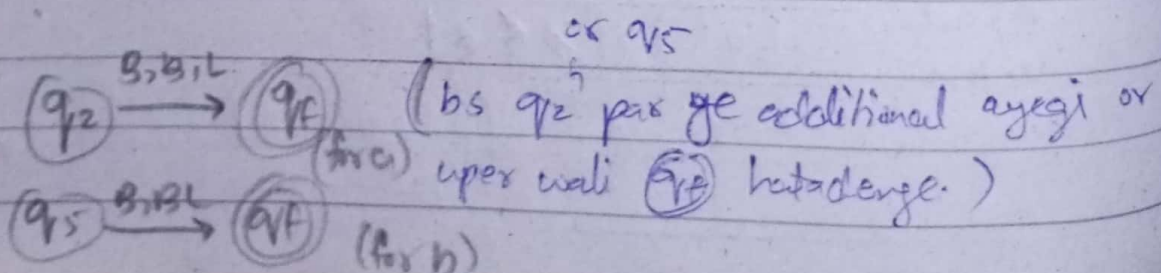 or q5
q2 B,B,L → qf (bs q2 par ye additional ayegi or
(for a) uper wali qf hatadenge.)
q5 B,B,L → qf (for b)